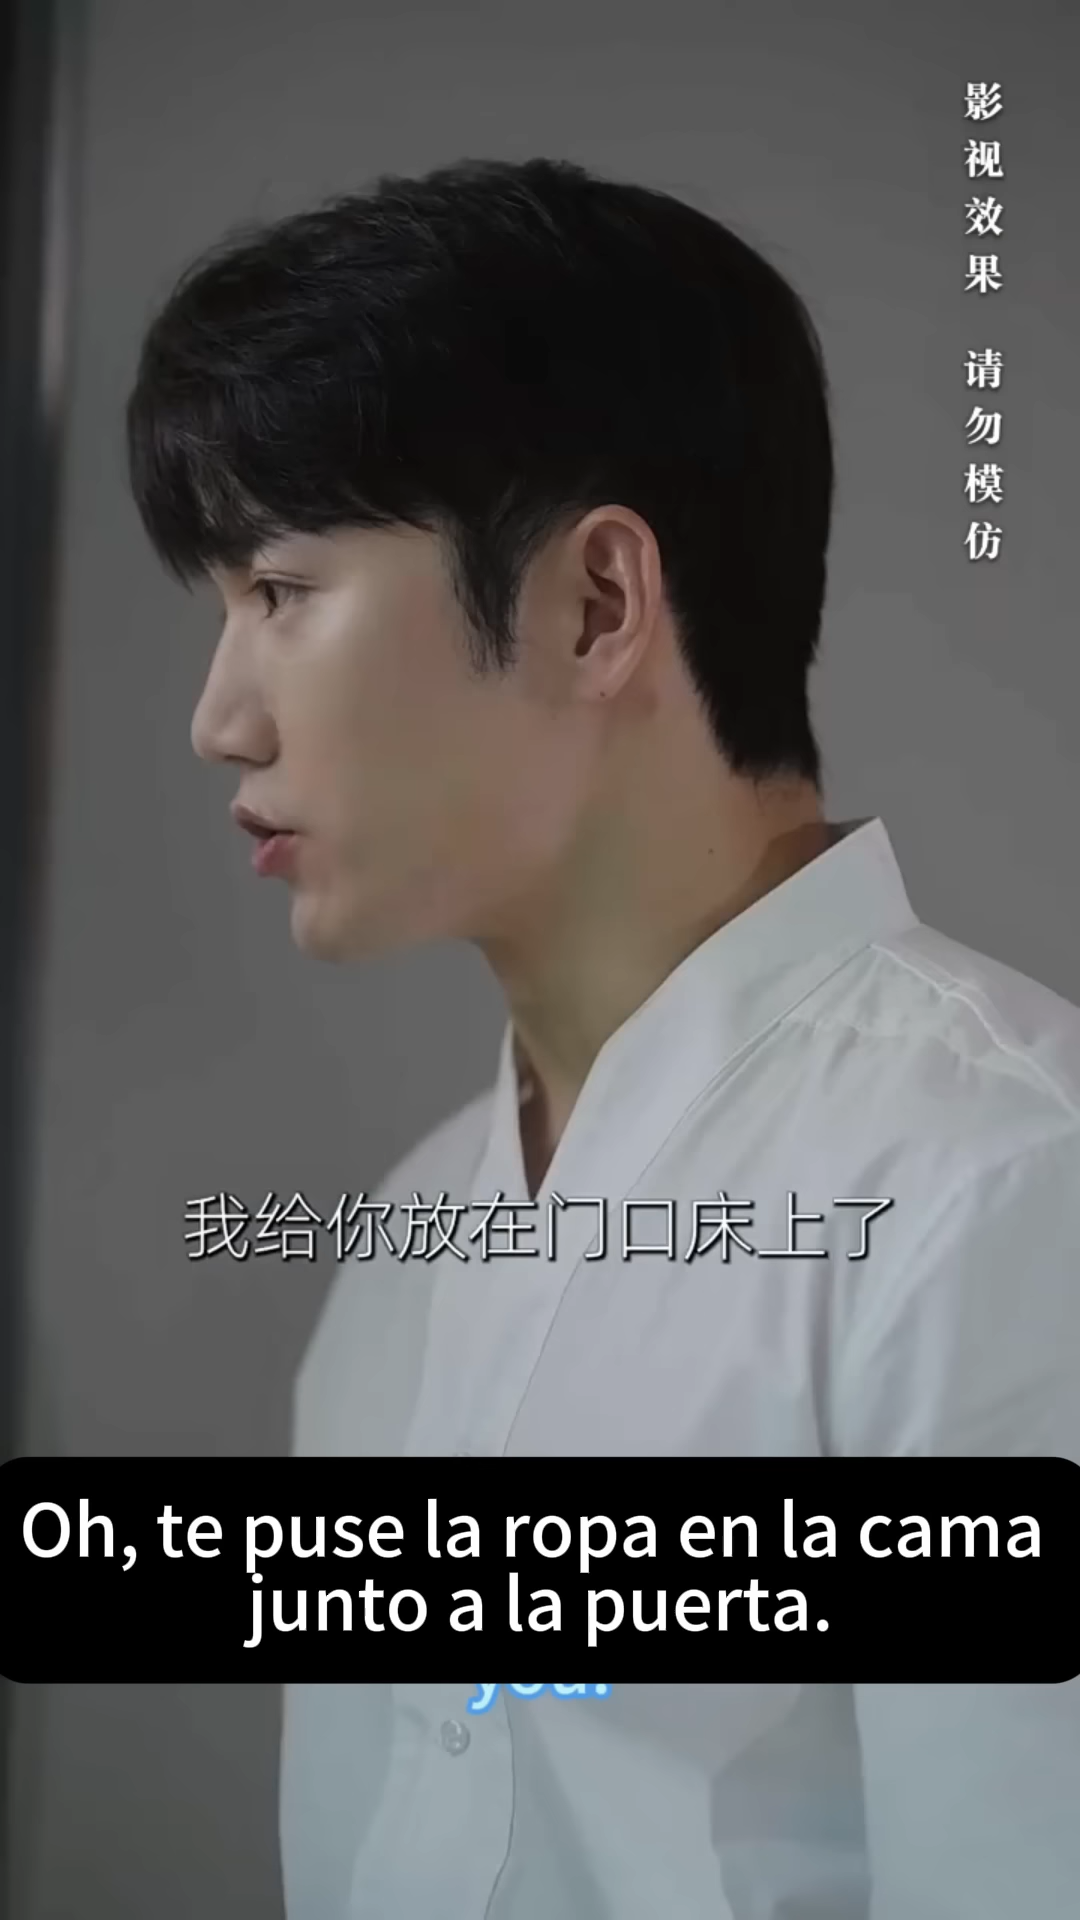 影视效果 请勿模仿
我给你放在门口床上了
Oh, te puse la ropa en la cama
junto a la puerta.
you.